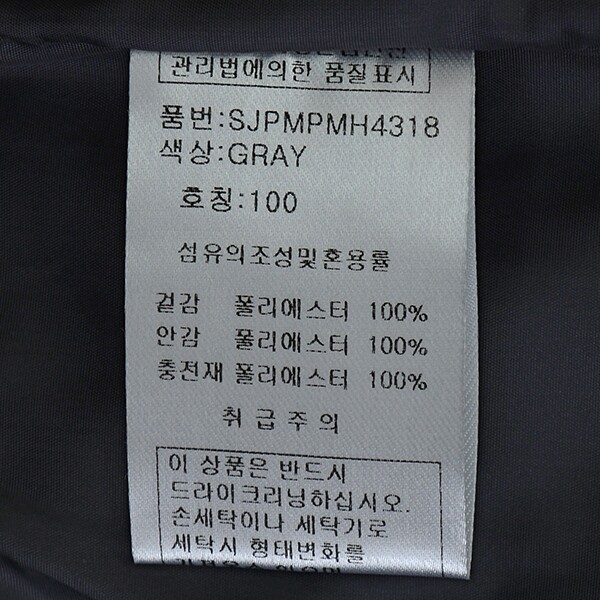 관리법에의한 품질표시
품번:SJPMPMH4318
색상:GRAY
호칭:100
섬유의조성및혼용률
겉감 폴리에스터 100%
안감 폴리에스터 100%
충전재 폴리에스터 100%
취급주의
이 상품은 반드시
드라이크리닝하십시오.
손세탁이나 세탁기로
세탁시 형태변화를